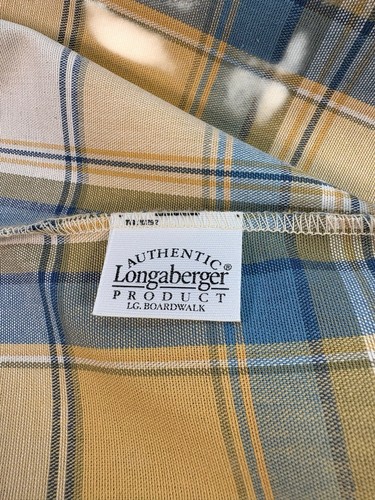 AUTHENTIC
Longaberger®
PRODUCT
LG. BOARDWALK